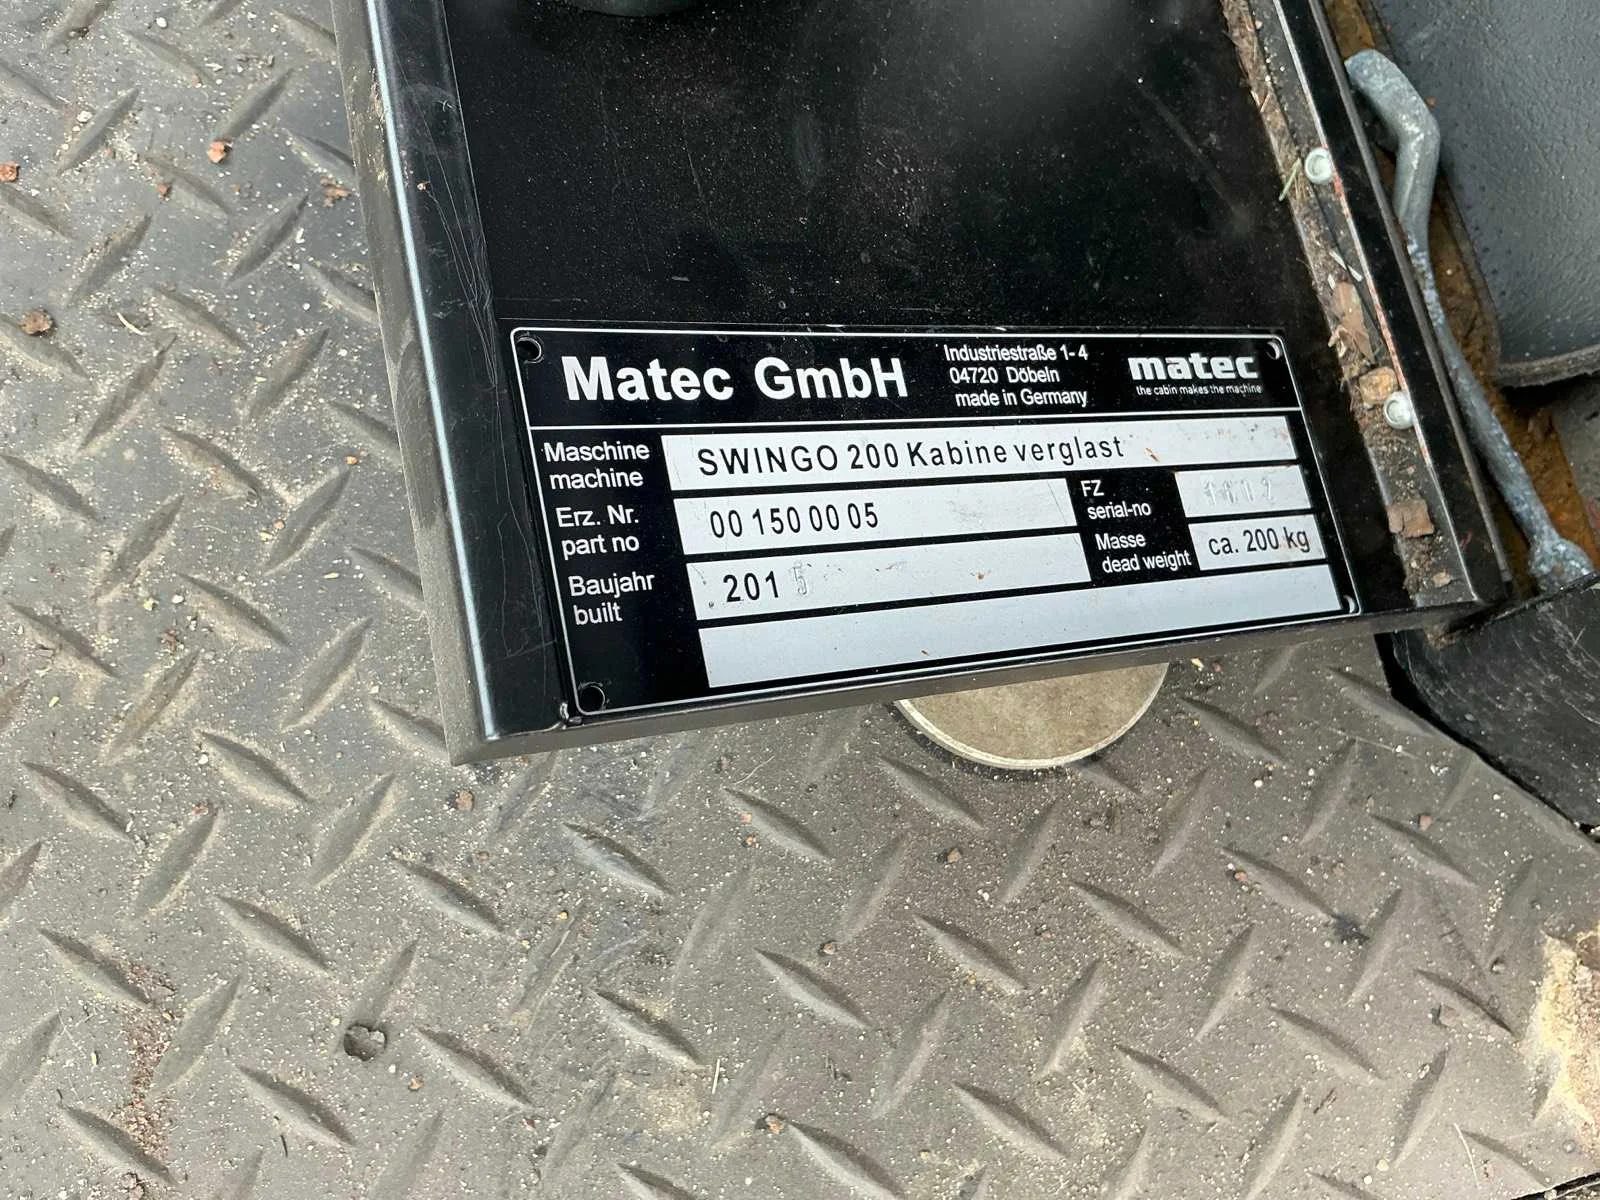 Matec GmbH
Industriestraße 1-4
04720 Döbeln
made in Germany
matec
the cabin makes the machine
Maschine
machine
SWINGO 200 Kabine verglast
Erz. Nr.
part no
00 150 00 05
FZ
serial-no
Baujahr
built
. 201 5
Masse
dead weight
ca. 200 kg